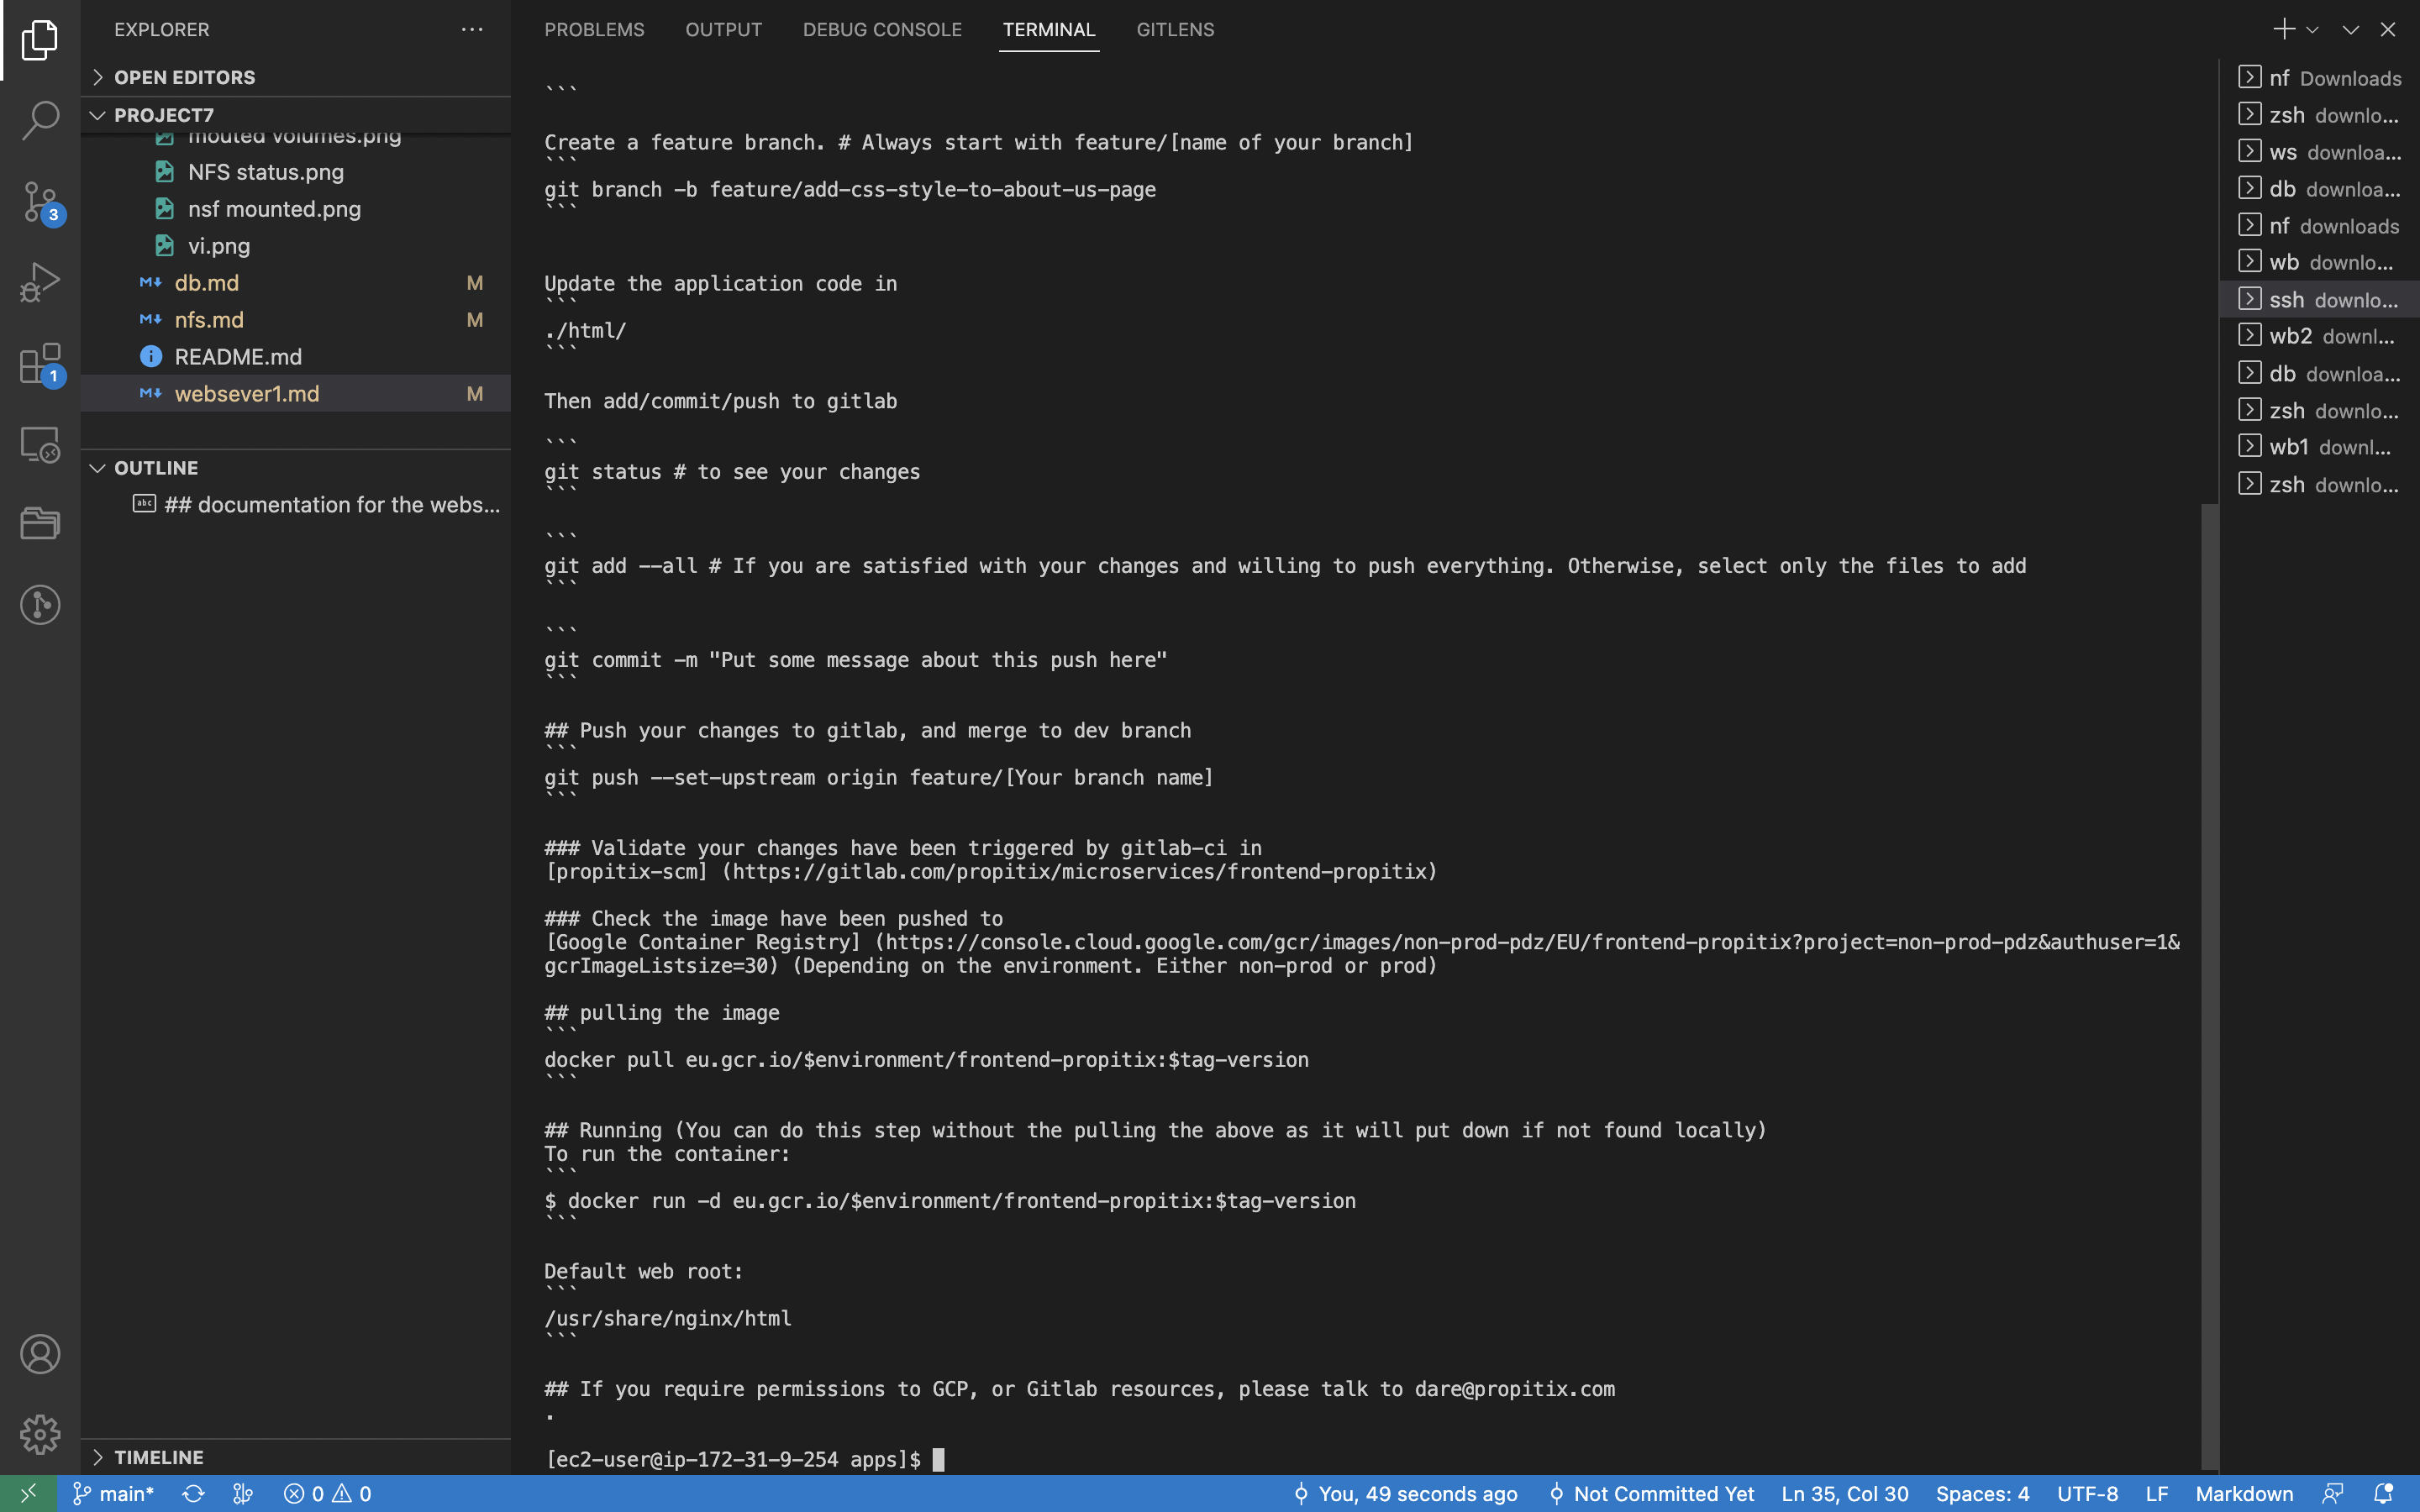 EXPLORER
OPEN EDITORS
PROJECT7
mouted volumes.png
NFS status.png
nsf mounted.png
vi.png
db.md M
nfs.md M
README.md
websever1.md M
OUTLINE
## documentation for the webs...
TIMELINE
3
1
PROBLEMS OUTPUT DEBUG CONSOLE TERMINAL GITLENS
```
Create a feature branch. # Always start with feature/[name of your branch]
```
git branch -b feature/add-css-style-to-about-us-page
```
Update the application code in
```
./html/
```
Then add/commit/push to gitlab
```
git status # to see your changes
```
```
git add --all # If you are satisfied with your changes and willing to push everything. Otherwise, select only the files to add
```
```
git commit -m "Put some message about this push here"
```
## Push your changes to gitlab, and merge to dev branch
```
git push --set-upstream origin feature/[Your branch name]
```
### Validate your changes have been triggered by gitlab-ci in
[propitix-scm] (https://gitlab.com/propitix/microservices/frontend-propitix)
### Check the image have been pushed to
[Google Container Registry] (https://console.cloud.google.com/gcr/images/non-prod-pdz/EU/frontend-propitix?project=non-prod-pdz&authuser=1&
gcrImageListsize=30) (Depending on the environment. Either non-prod or prod)
## pulling the image
```
docker pull eu.gcr.io/$environment/frontend-propitix:$tag-version
```
## Running (You can do this step without the pulling the above as it will put down if not found locally)
To run the container:
```
$ docker run -d eu.gcr.io/$environment/frontend-propitix:$tag-version
```
Default web root:
```
/usr/share/nginx/html
```
## If you require permissions to GCP, or Gitlab resources, please talk to dare@propitix.com
.
[ec2-user@ip-172-31-9-254 apps]$
nf Downloads
zsh downlo...
ws downloa...
db downloa...
nf downloads
wb downlo...
ssh downlo...
wb2 downl...
db downloa...
zsh downlo...
wb1 downl...
zsh downlo...
main* 0 0 You, 49 seconds ago Not Committed Yet Ln 35, Col 30 Spaces: 4 UTF-8 LF Markdown